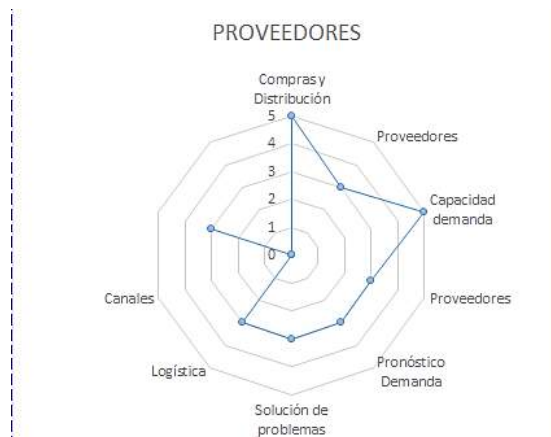 PROVEEDORES
Compras y
Distribución
5
Proveedores
4
3
Capacidad
demanda
2
1
0
Canales
Proveedores
Logística
Pronóstico
Demanda
Solución de
problemas